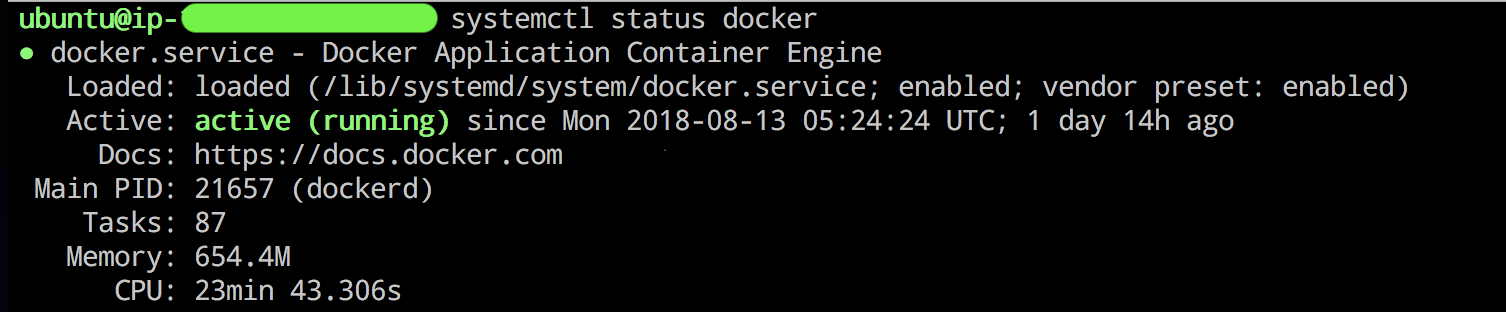 ubuntu@ip- systemctl status docker
● docker.service - Docker Application Container Engine
Loaded: loaded (/lib/systemd/system/docker.service; enabled; vendor preset: enabled)
Active: active (running) since Mon 2018-08-13 05:24:24 UTC; 1 day 14h ago
Docs: https://docs.docker.com
Main PID: 21657 (dockerd)
Tasks: 87
Memory: 654.4M
CPU: 23min 43.306s